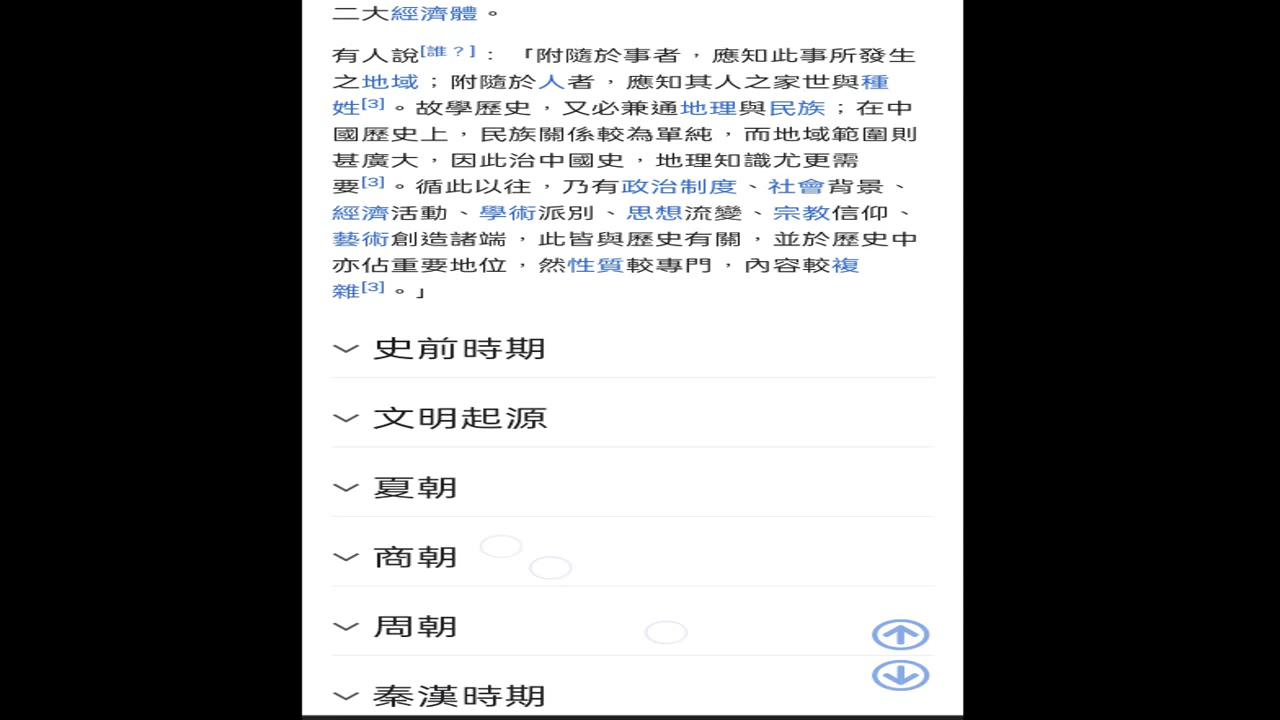 二大經濟體。
有人說[誰？]：「附隨於事者，應知此事所發生
之地域；附隨於人者，應知其人之家世與種
姓[3]。故學歷史，又必兼通地理與民族；在中
國歷史上，民族關係較為單純，而地域範圍則
甚廣大，因此治中國史，地理知識尤更需
要[3]。循此以往，乃有政治制度、社會背景、
經濟活動、學術派別、思想流變、宗教信仰、
藝術創造諸端，此皆與歷史有關，並於歷史中
亦佔重要地位，然性質較專門，內容較複
雜[3]。」
史前時期
文明起源
夏朝
商朝
周朝
秦漢時期